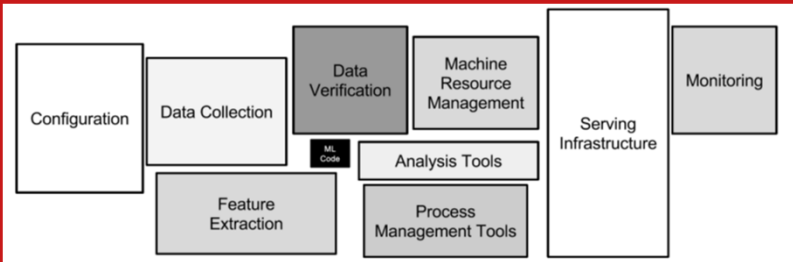 Configuration
Data Collection
Data
Verification
Machine
Resource
Management
Serving
Infrastructure
Monitoring
ML
Code
Analysis Tools
Feature
Extraction
Process
Management Tools